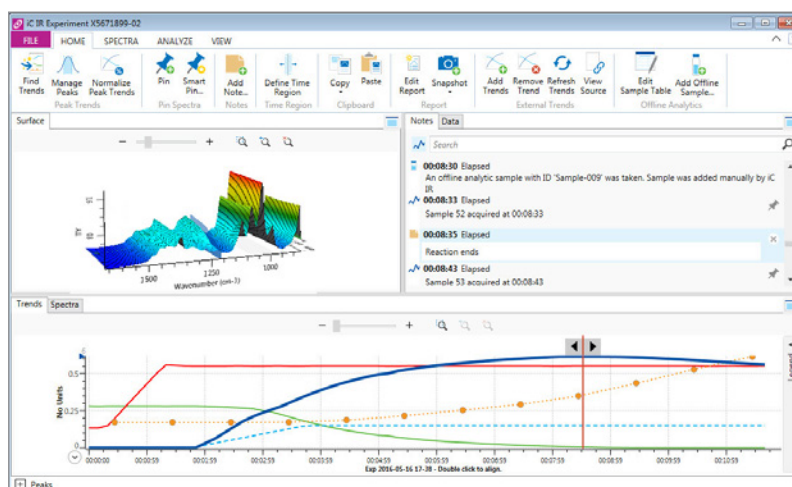 iC IR Experiment X5671899-02
FILE HOME SPECTRA ANALYZE VIEW
Find Trends Manage Peaks Normalize Peak Trends Pin Smart Pin... Add Note... Define Time Region Copy Paste Edit Report Snapshot Add Trends Remove Trend Refresh Trends View Source Edit Sample Table Add Offline Sample...
Peak Trends Pin Spectra Notes Time Region Clipboard Report External Trends Offline Analytics
Surface
Notes Data
Search
00:08:30 Elapsed
An offline analytic sample with ID 'Sample-009' was taken. Sample was added manually by iC
IR
00:08:33 Elapsed
Sample 52 acquired at 00:08:33
00:08:35 Elapsed
Reaction ends
00:08:43 Elapsed
Sample 53 acquired at 00:08:43
1250
1000
Wavenumber (cm-1)
Trends Spectra
Legend
No Units
0.5
0.25
0
00:00:00 00:00:59 00:01:59 00:02:59 00:03:59 00:04:59 00:05:59 00:06:59 00:07:59 00:08:59 00:09:59 00:10:59
Exp 2016-05-16 17-38 - Double click to align.
Peaks